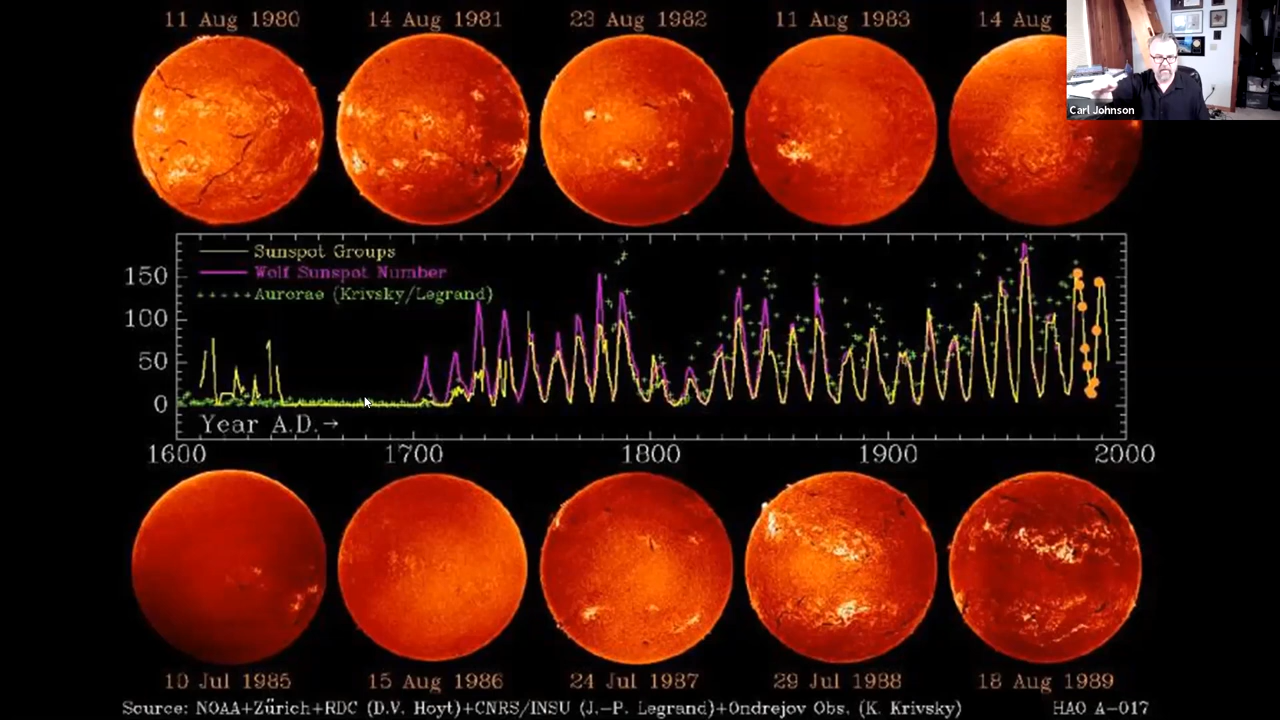 11 Aug 1980
14 Aug 1981
23 Aug 1982
11 Aug 1983
14 Aug
Carl Johnson
Sunspot Groups
Wolf Sunspot Number
Aurorae (Krivsky/Legrand)
150
100
50
0
Year A.D.→
1600
1700
1800
1900
2000
10 Jul 1985
15 Aug 1986
24 Jul 1987
29 Jul 1988
18 Aug 1989
Source: NOAA+Zürich+RDC (D.V. Hoyt)+CNRS/INSU (J.-P. Legrand)+Ondrejov Obs. (K. Krivsky)
HAO A-017